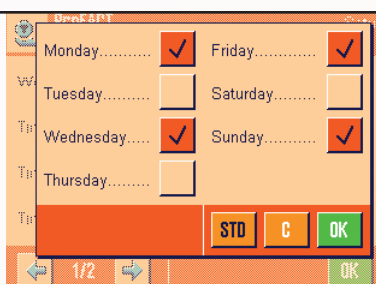 Monday.......... Friday............
Tuesday.......... Saturday.........
Wednesday..... Sunday...........
Thursday.........
STD C OK
1/2 OK